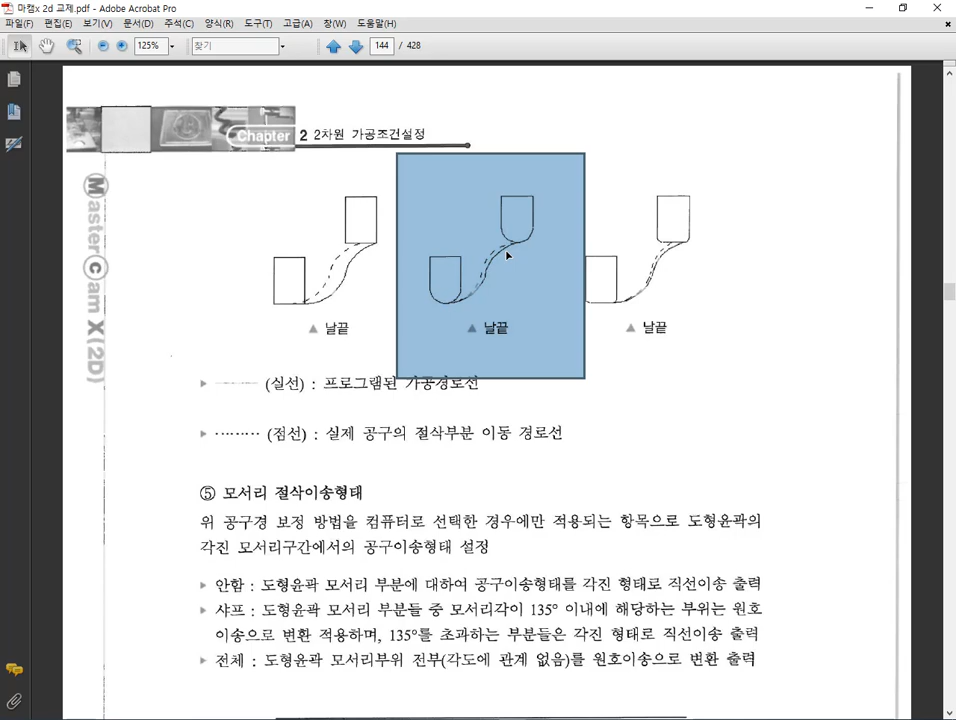 마캠x 2d 교제.pdf - Adobe Acrobat Pro
파일(F) 편집(E) 보기(V) 문서(D) 주석(C) 양식(R) 도구(T) 고급(A) 창(W) 도움말(H)
125% 찾기 144 / 428
Chapter 2 2차원 가공조건설정
Mastercam X(2D)
▲ 날끝 ▲ 날끝 ▲ 날끝
(실선) : 프로그램된 가공경로선
(점선) : 실제 공구의 절삭부분 이동 경로선
⑤ 모서리 절삭이송형태
위 공구경 보정 방법을 컴퓨터로 선택한 경우에만 적용되는 항목으로 도형윤곽의
각진 모서리구간에서의 공구이송형태 설정
안함 : 도형윤곽 모서리 부분에 대하여 공구이송형태를 각진 형태로 직선이송 출력
샤프 : 도형윤곽 모서리 부분들 중 모서리각이 135° 이내에 해당하는 부위는 원호
이송으로 변환 적용하며, 135°를 초과하는 부분들은 각진 형태로 직선이송 출력
전체 : 도형윤곽 모서리부위 전부(각도에 관계 없음)를 원호이송으로 변환 출력